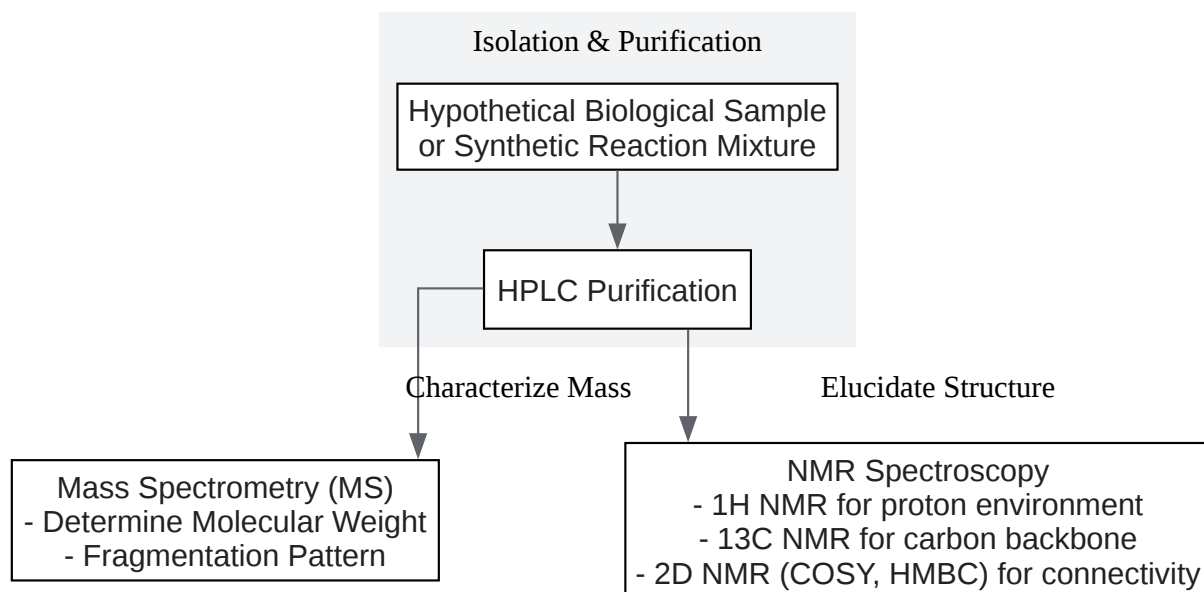 Isolation & Purification
Hypothetical Biological Sample
or Synthetic Reaction Mixture
HPLC Purification
Characterize Mass
Elucidate Structure
Mass Spectrometry (MS)
- Determine Molecular Weight
- Fragmentation Pattern
NMR Spectroscopy
- 1H NMR for proton environment
- 13C NMR for carbon backbone
- 2D NMR (COSY, HMBC) for connectivity